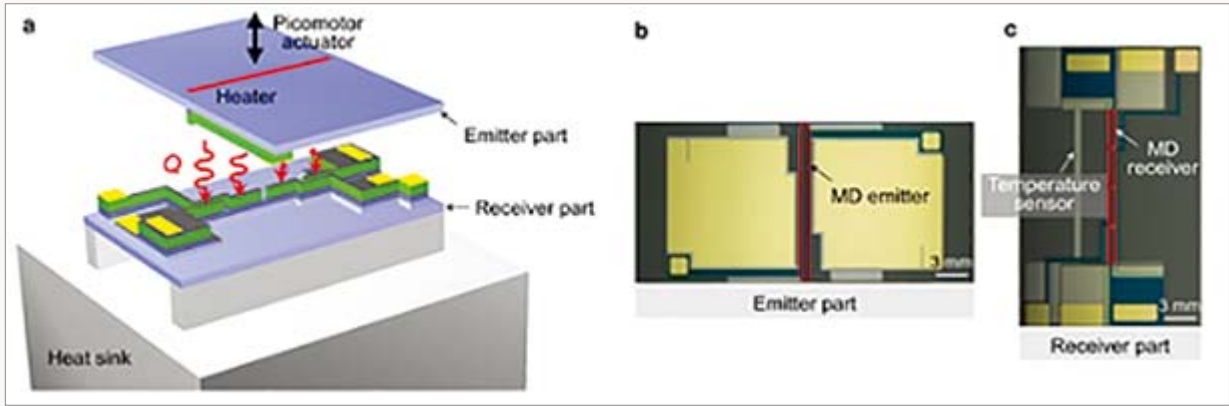 a
Picomotor
actuator
Heater
Emitter part
Q
Receiver part
Heat sink
b
MD emitter
3 mm
Emitter part
c
MD
receiver
Temperature
sensor
3 mm
Receiver part